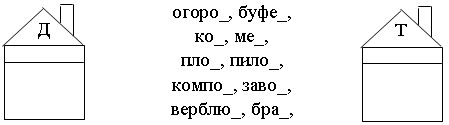 Д
огоро_, буфе_,
ко_, ме_,
пло_, пило_,
компо_, заво_,
верблю_, бра_,
Т